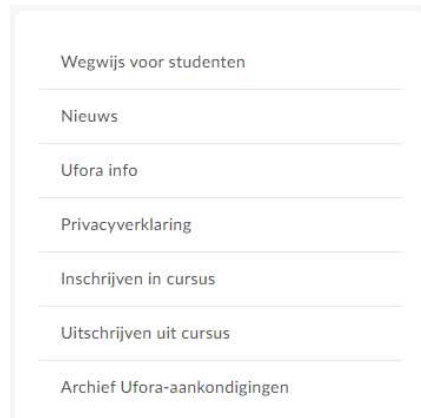 Wegwijs voor studenten
Nieuws
Ufora info
Privacyverklaring
Inschrijven in cursus
Uitschrijven uit cursus
Archief Ufora-aankondigingen